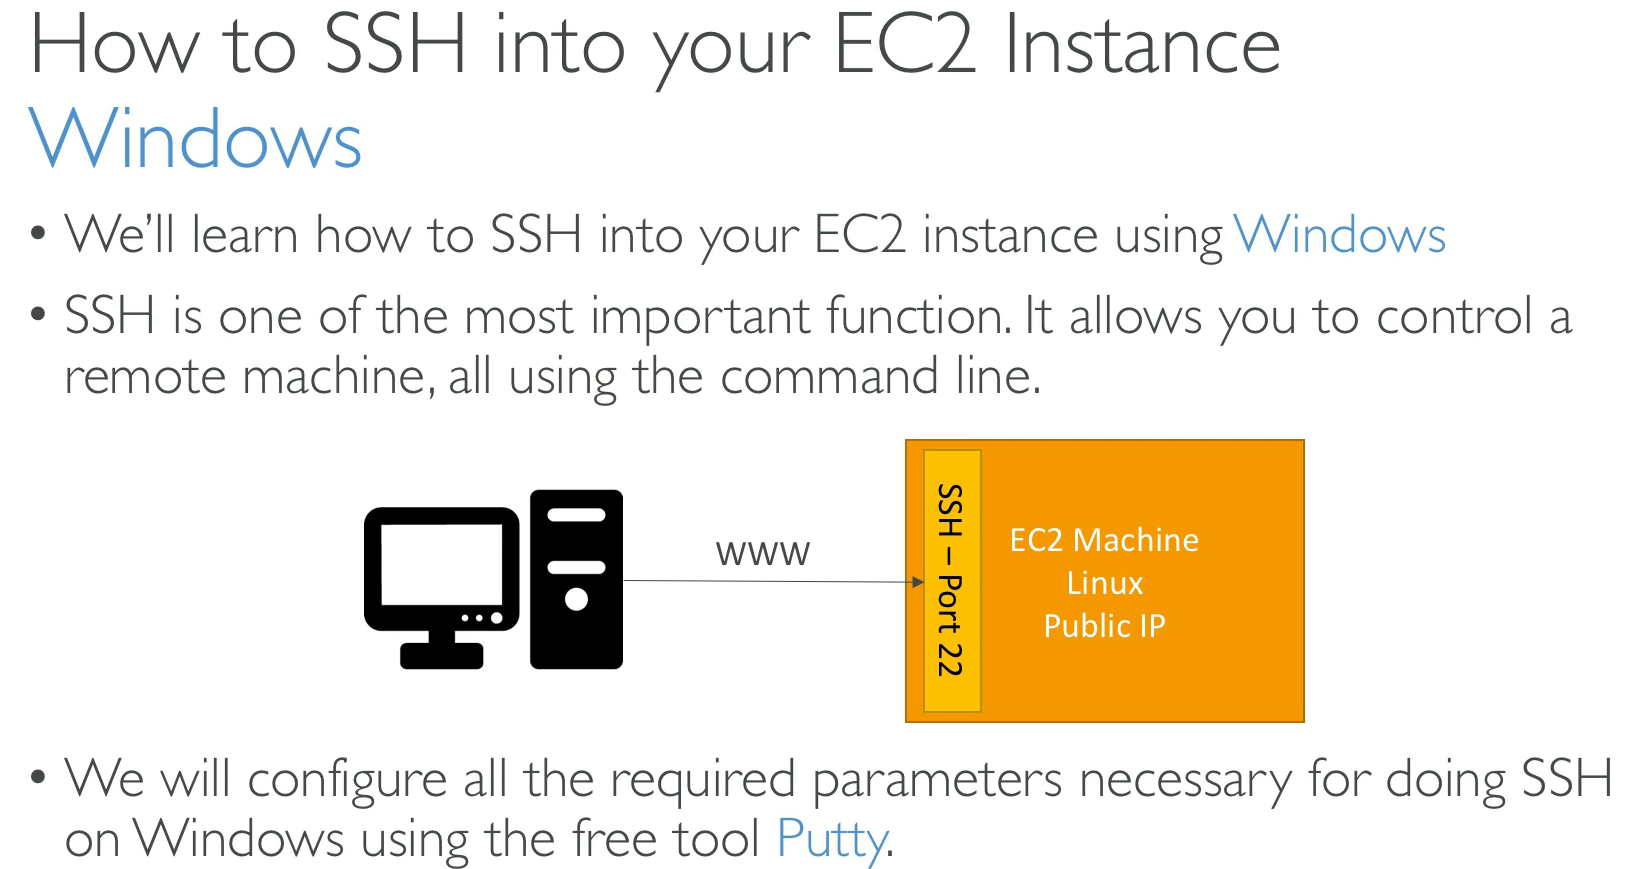 How to SSH into your EC2 Instance
Windows
• We'll learn how to SSH into your EC2 instance using Windows
• SSH is one of the most important function. It allows you to control a
remote machine, all using the command line.
WWW
SSH – Port 22
EC2 Machine
Linux
Public IP
• We will configure all the required parameters necessary for doing SSH
on Windows using the free tool Putty.